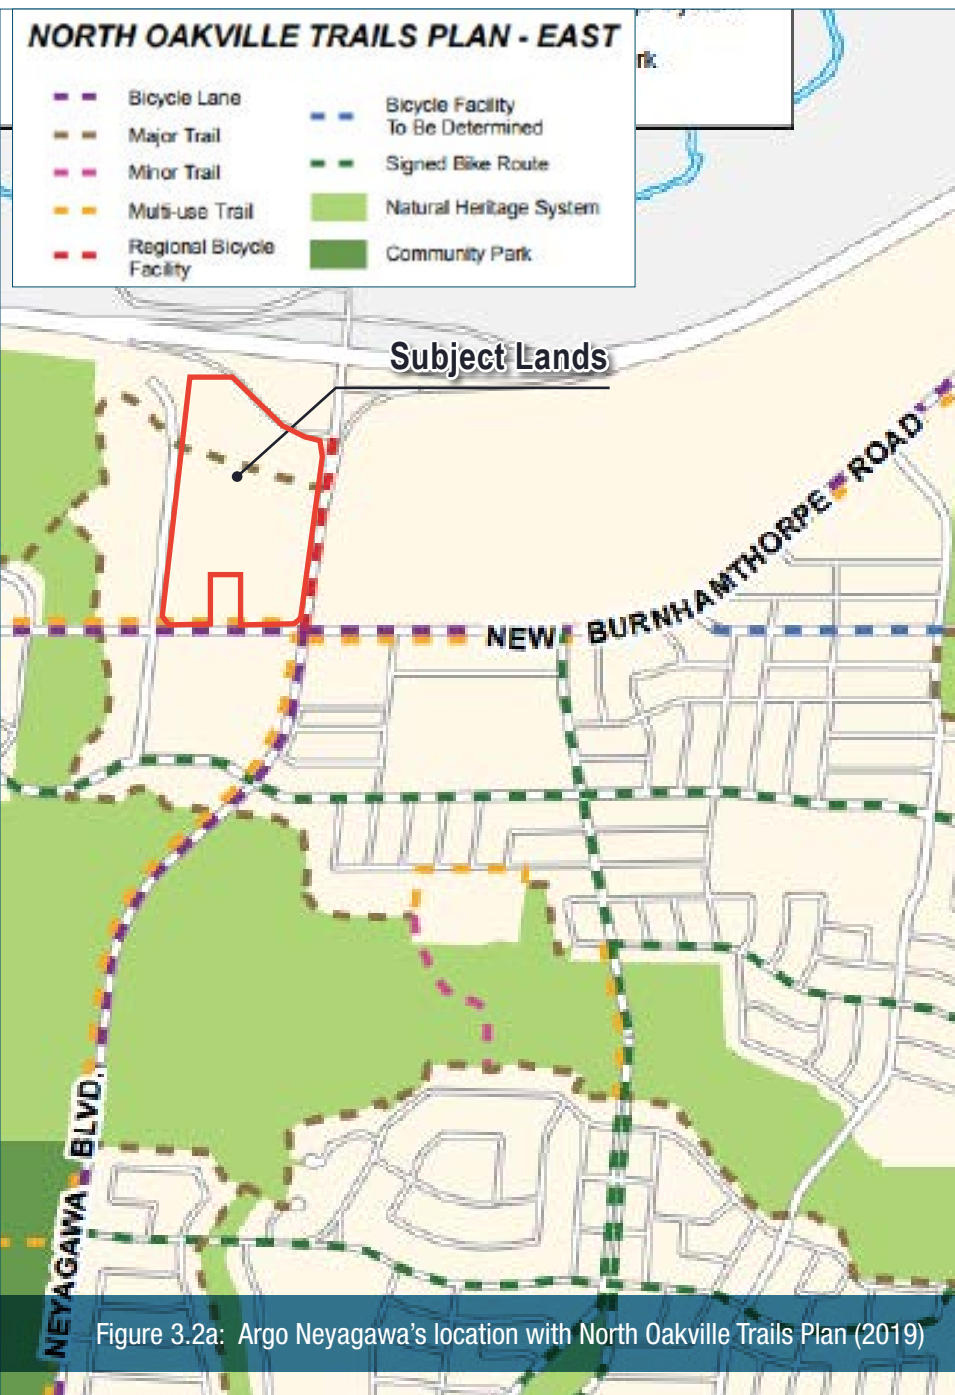 NORTH OAKVILLE TRAILS PLAN - EAST
rk
Bicycle Lane
Major Trail
Minor Trail
Multi-use Trail
Regional Bicycle
Facility
Bicycle Facility
To Be Determined
Signed Bike Route
Natural Heritage System
Community Park
Subject Lands
NEW BURNHAMTHORPE ROAD
NEYAGAWA BLVD.
Figure 3.2a: Argo Neyagawa's location with North Oakville Trails Plan (2019)